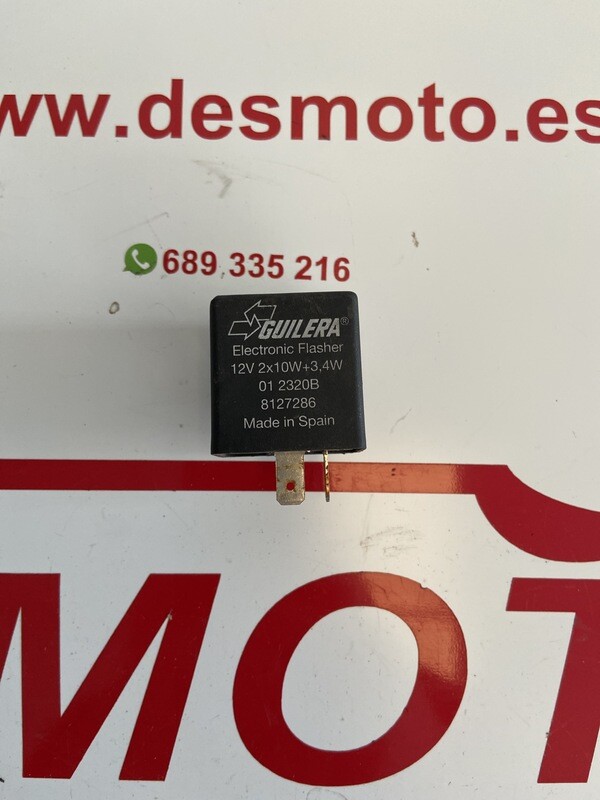 www.desmoto.es
689 335 216
GUILERA®
Electronic Flasher
12V 2x10W+3,4W
01 2320B
8127286
Made in Spain
MOT